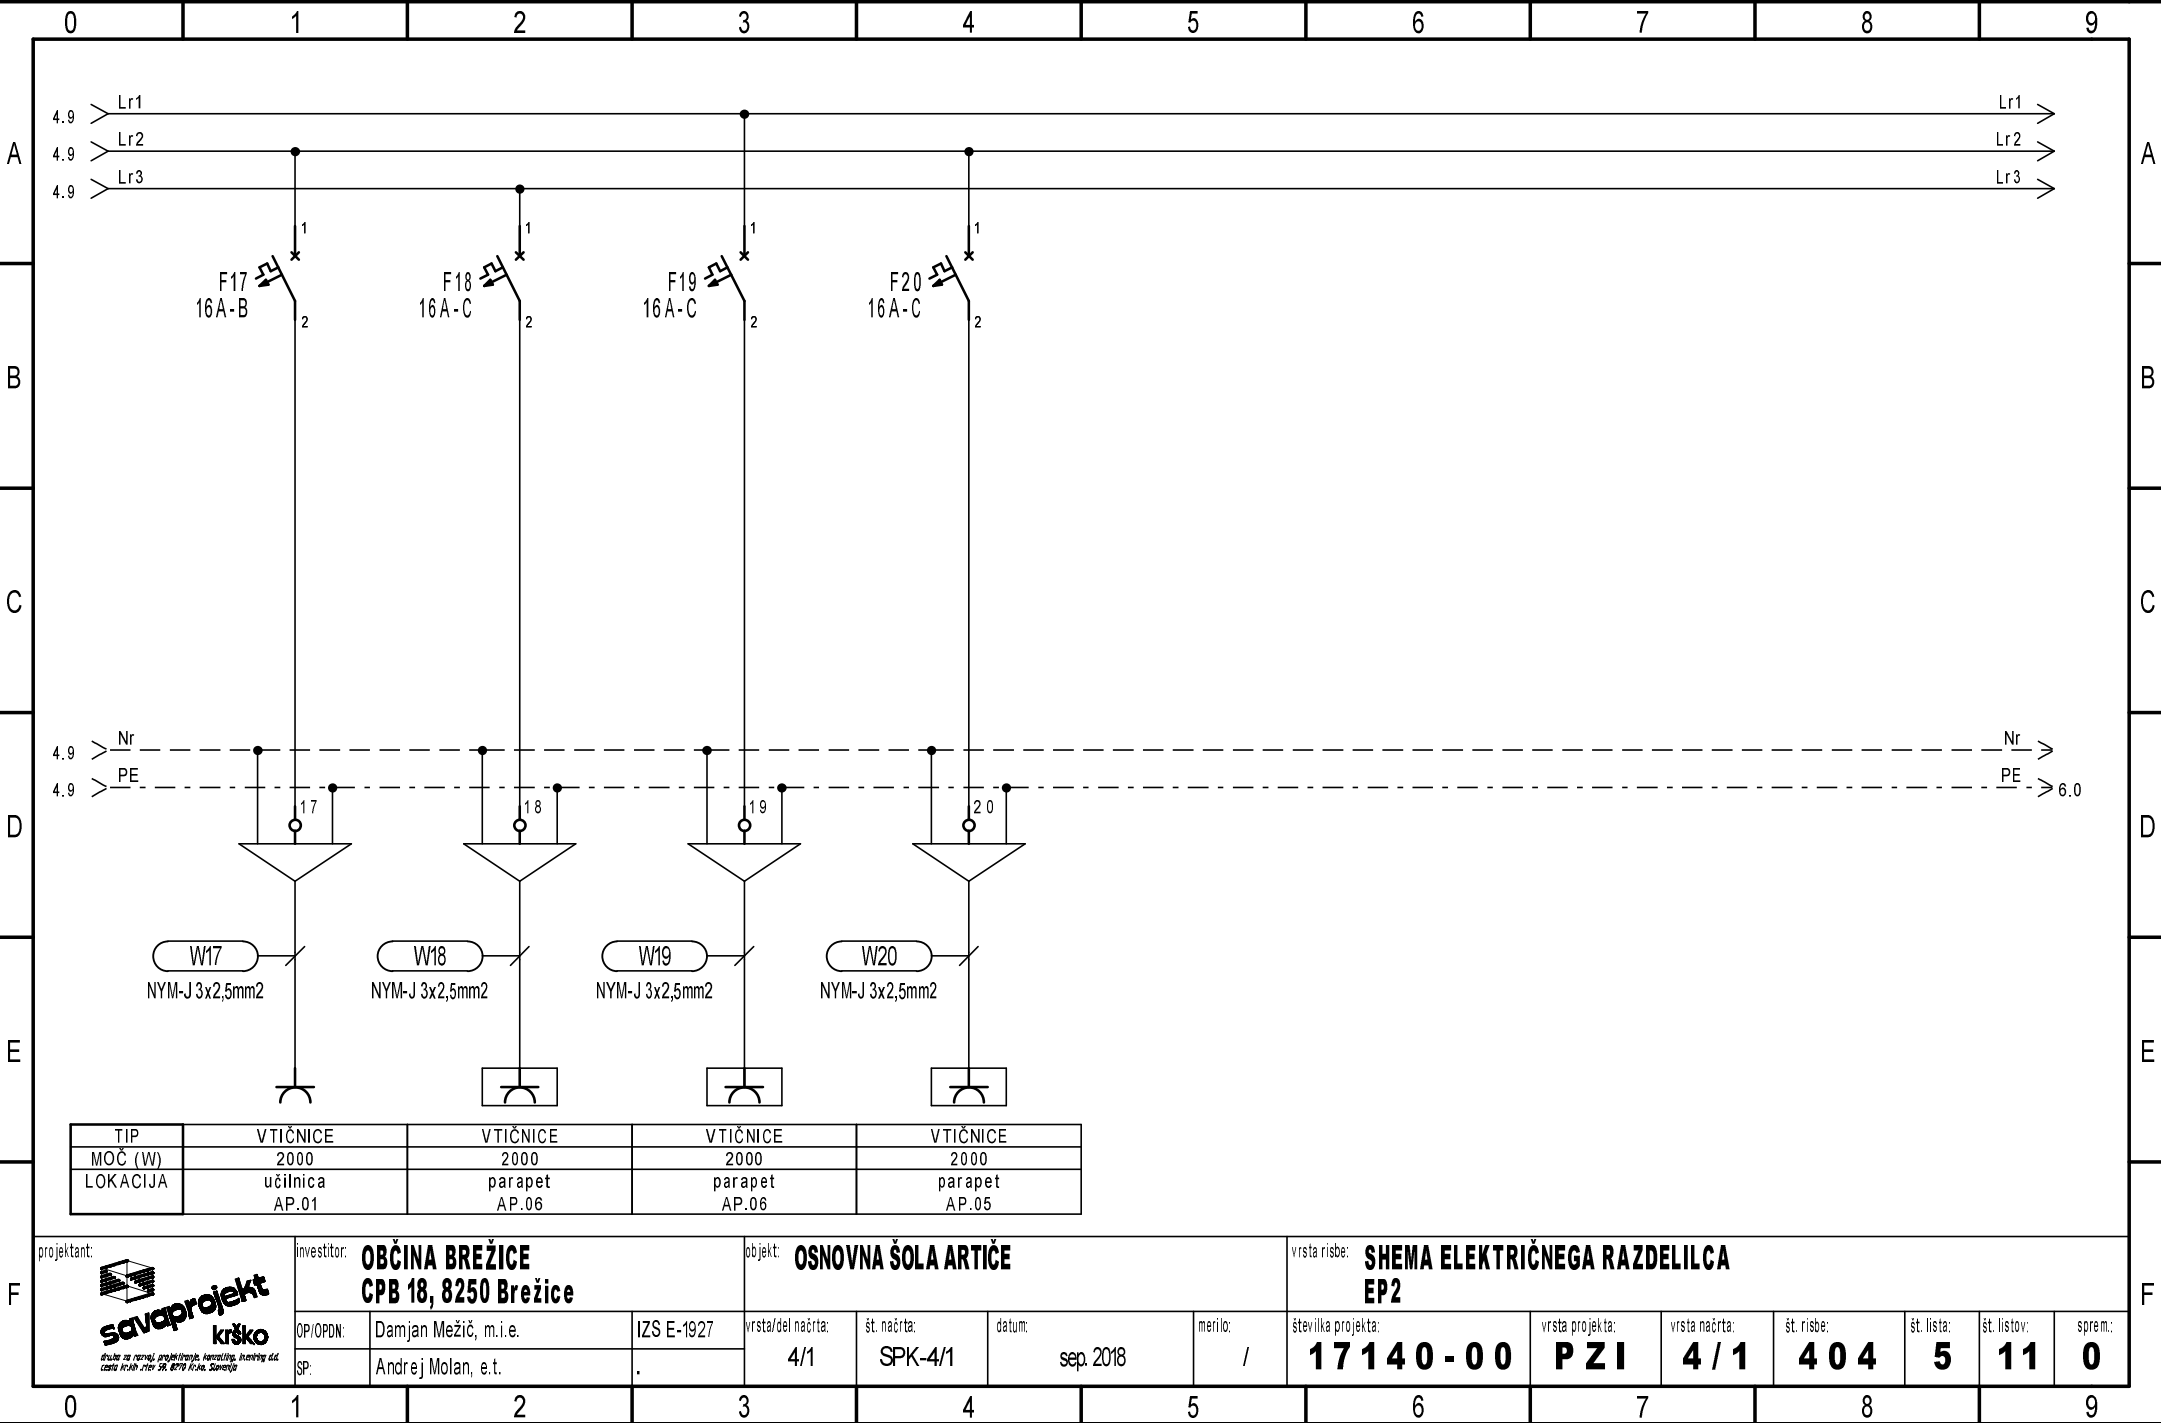 0 1 2 3 4 5 6 7 8 9
4.9 Lr1 Lr1
A 4.9 Lr2 Lr2 A
4.9 Lr3 Lr3
1 1 1 1
F17 F18 F19 F20
16A-B 16A-C 16A-C 16A-C
2 2 2 2
B B
C C
4.9 Nr Nr
4.9 PE PE 6.0
17 18 19 20
D D
W17 W18 W19 W20
NYM-J 3x2,5mm2 NYM-J 3x2,5mm2 NYM-J 3x2,5mm2 NYM-J 3x2,5mm2
E E
TIP VTIČNICE VTIČNICE VTIČNICE VTIČNICE
MOČ (W) 2000 2000 2000 2000
LOKACIJA učilnica parapet parapet parapet
AP.01 AP.06 AP.06 AP.05
projektant: investitor: OBČINA BREŽICE objekt: OSNOVNA ŠOLA ARTIČE vrsta risbe: SHEMA ELEKTRIČNEGA RAZDELILCA
CPB 18, 8250 Brežice EP2
F F
savaprojekt
krško
OP/OPDN: Damjan Mežič, m.i.e. IZS E-1927 vrsta/del načrta: št. načrta: datum: merilo: številka projekta: vrsta projekta: vrsta načrta: št. risbe: št. lista: št. listov: sprem.:
4/1 SPK-4/1 sep. 2018 / 17140-00 PZI 4/1 404 5 11 0
SP: Andrej Molan, e.t. .
0 1 2 3 4 5 6 7 8 9